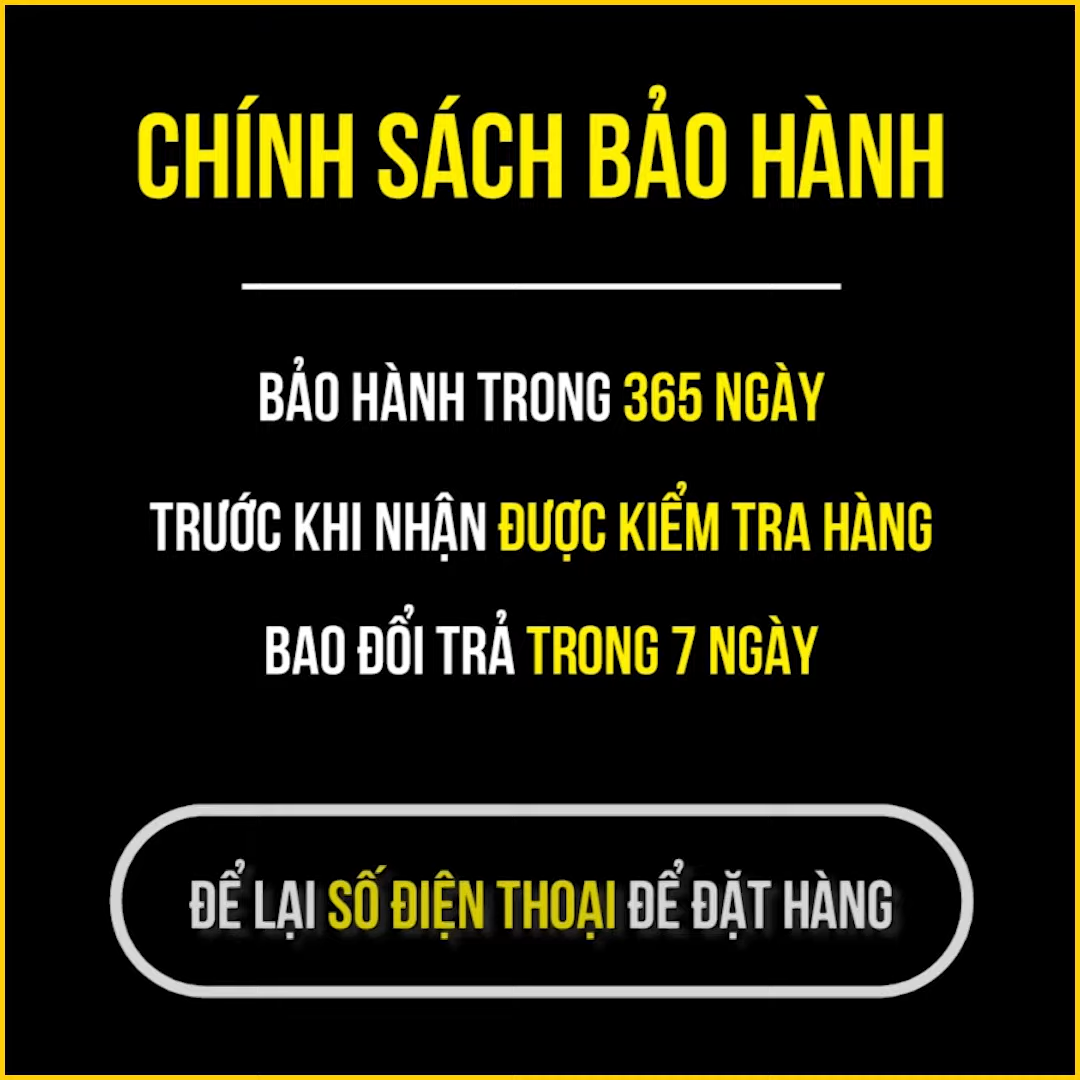 CHÍNH SÁCH BẢO HÀNH
BẢO HÀNH TRONG 365 NGÀY
TRƯỚC KHI NHẬN ĐƯỢC KIỂM TRA HÀNG
BAO ĐỔI TRẢ TRONG 7 NGÀY
ĐỂ LẠI SỐ ĐIỆN THOẠI ĐỂ ĐẶT HÀNG